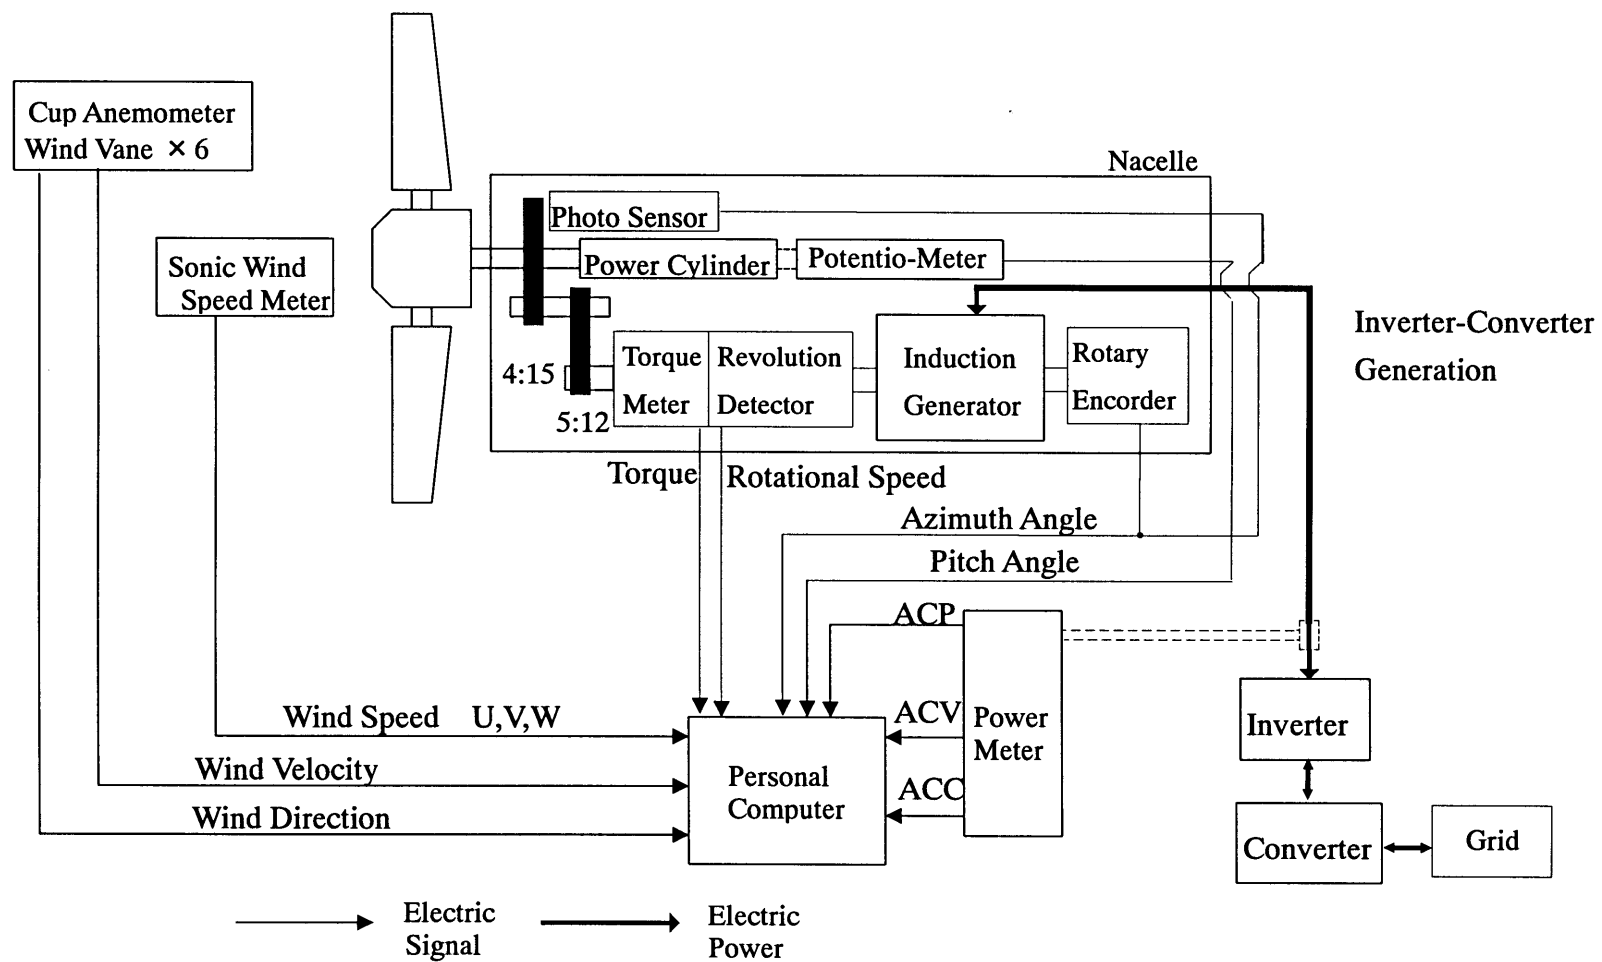 Cup Anemometer
Wind Vane × 6
Nacelle
Photo Sensor
Sonic Wind
Speed Meter
Power Cylinder
Potentio-Meter
Inverter-Converter
Generation
Torque
Meter
Revolution
Detector
Induction
Generator
Rotary
Encorder
4:15
5:12
Torque
Rotational Speed
Azimuth Angle
Pitch Angle
ACP
ACV
ACC
Power
Meter
Inverter
Wind Speed U,V,W
Wind Velocity
Wind Direction
Personal
Computer
Converter
Grid
Electric
Signal
Electric
Power